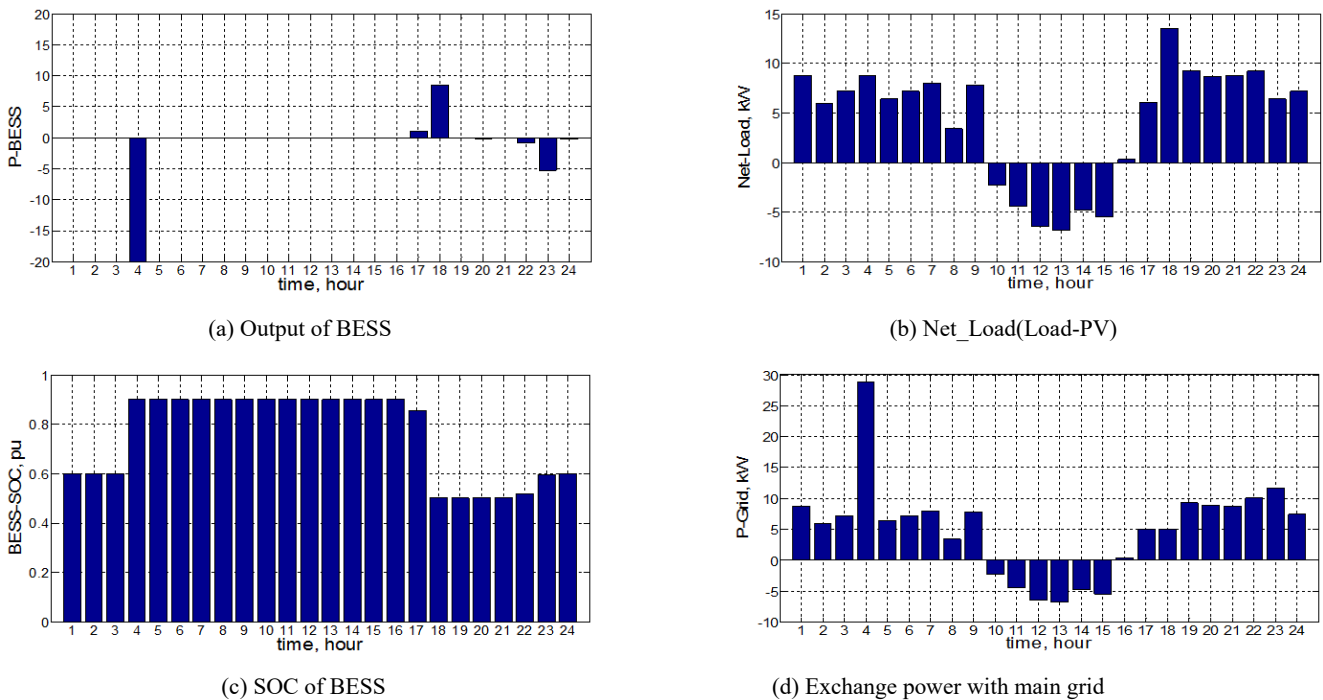 20
15
10
5
0
-5
-10
-15
-20
P-BESS
1 2 3 4 5 6 7 8 9 10 11 12 13 14 15 16 17 18 19 20 22 23 24
time, hour
(a) Output of BESS
15
10
5
0
-5
-10
Net-Load, kW
1 2 3 4 5 6 7 8 9 10 11 12 13 14 15 16 17 18 19 20 21 22 23 24
time, hour
(b) Net_Load(Load-PV)
1
0.8
0.6
0.4
0.2
0
BESS-SOC, pu
1 2 3 4 5 6 7 8 9 10 11 12 13 14 15 16 17 18 19 20 21 22 23 24
time, hour
(c) SOC of BESS
30
25
20
15
10
5
0
-5
-10
P-Grid, kW
1 2 3 4 5 6 7 8 9 10 11 12 13 14 15 16 17 18 19 20 21 22 23 24
time, hour
(d) Exchange power with main grid